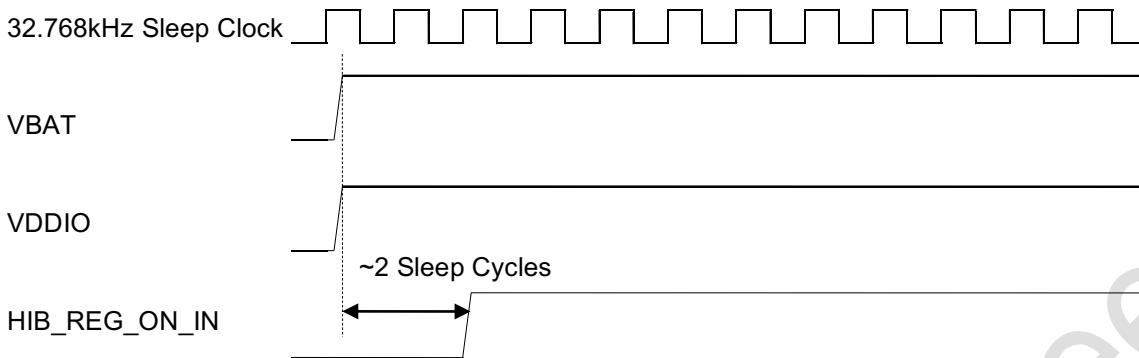 32.768kHz Sleep Clock
VBAT
VDDIO
~2 Sleep Cycles
HIB_REG_ON_IN